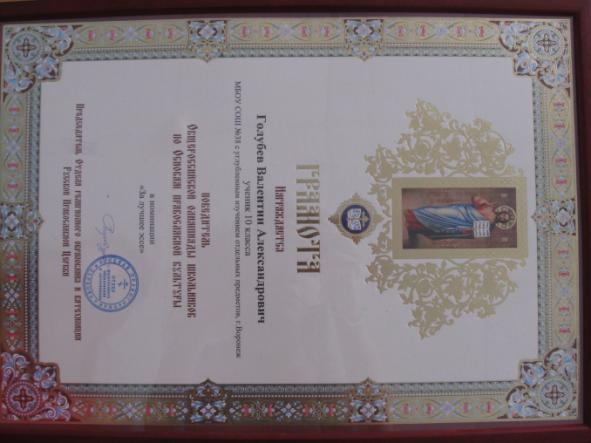 ГРАМОТА
Награждается
Голубев Валентин Александрович
ученик 10 класса
МБОУ СОШ №38 с углубленным изучением отдельных предметов, г.Воронеж
победитель
Общероссийской олимпиады школьников
по Основам православной культуры
в номинации
«За лучшее эссе»
Председатель Отдела религиозного образования и катехизации
Русской Православной Церкви